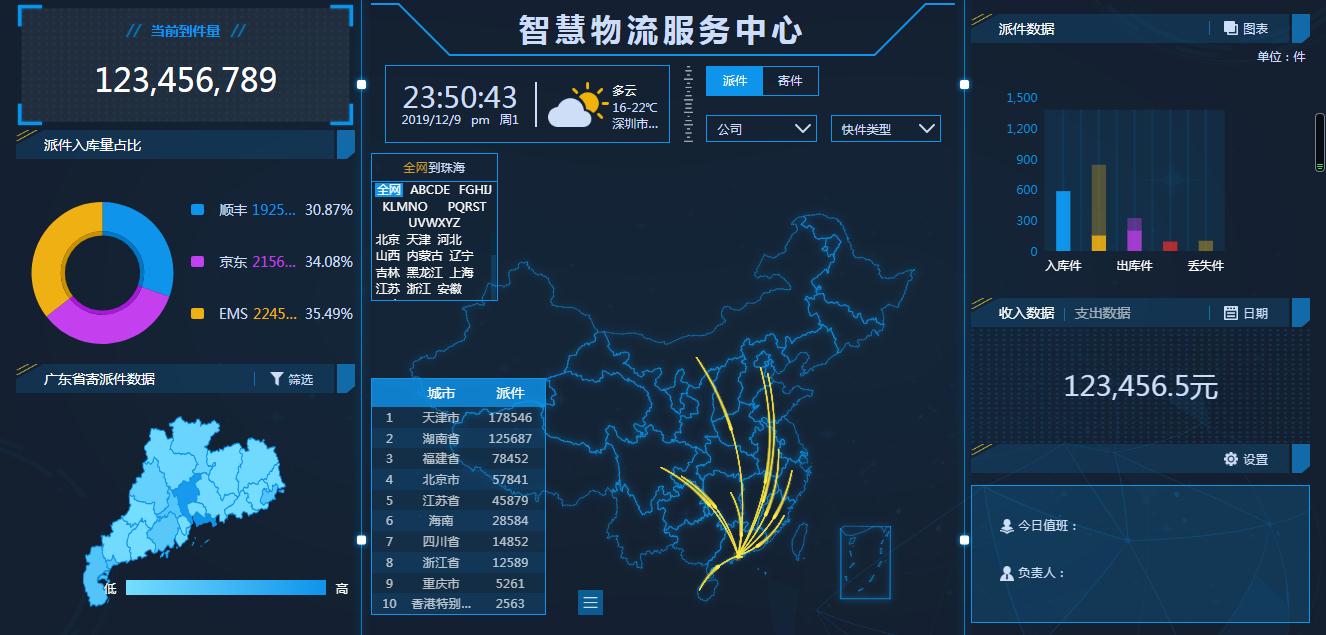 // 当前到件量 //
123,456,789
派件入库量占比
顺丰 1925... 30.87%
京东 2156... 34.08%
EMS 2245... 35.49%
广东省寄派件数据
筛选
低
高
智慧物流服务中心
23:50:43
2019/12/9 pm 周1
多云
16-22℃
深圳市...
派件 寄件
公司
快件类型
全网到珠海
全网 ABCDE FGHIJ
KLMNO PQRST
UVWXYZ
北京 天津 河北
山西 内蒙古 辽宁
吉林 黑龙江 上海
江苏 浙江 安徽
城市 派件
1 天津市 178546
2 湖南省 125687
3 福建省 78452
4 北京市 57841
5 江苏省 45879
6 海南 28584
7 四川省 14852
8 浙江省 12589
9 重庆市 5261
10 香港特别... 2563
派件数据
图表
单位：件
1,500
1,200
900
600
300
0
入库件 出库件 丢失件
收入数据 支出数据
日期
123,456.5元
设置
今日值班：
负责人：